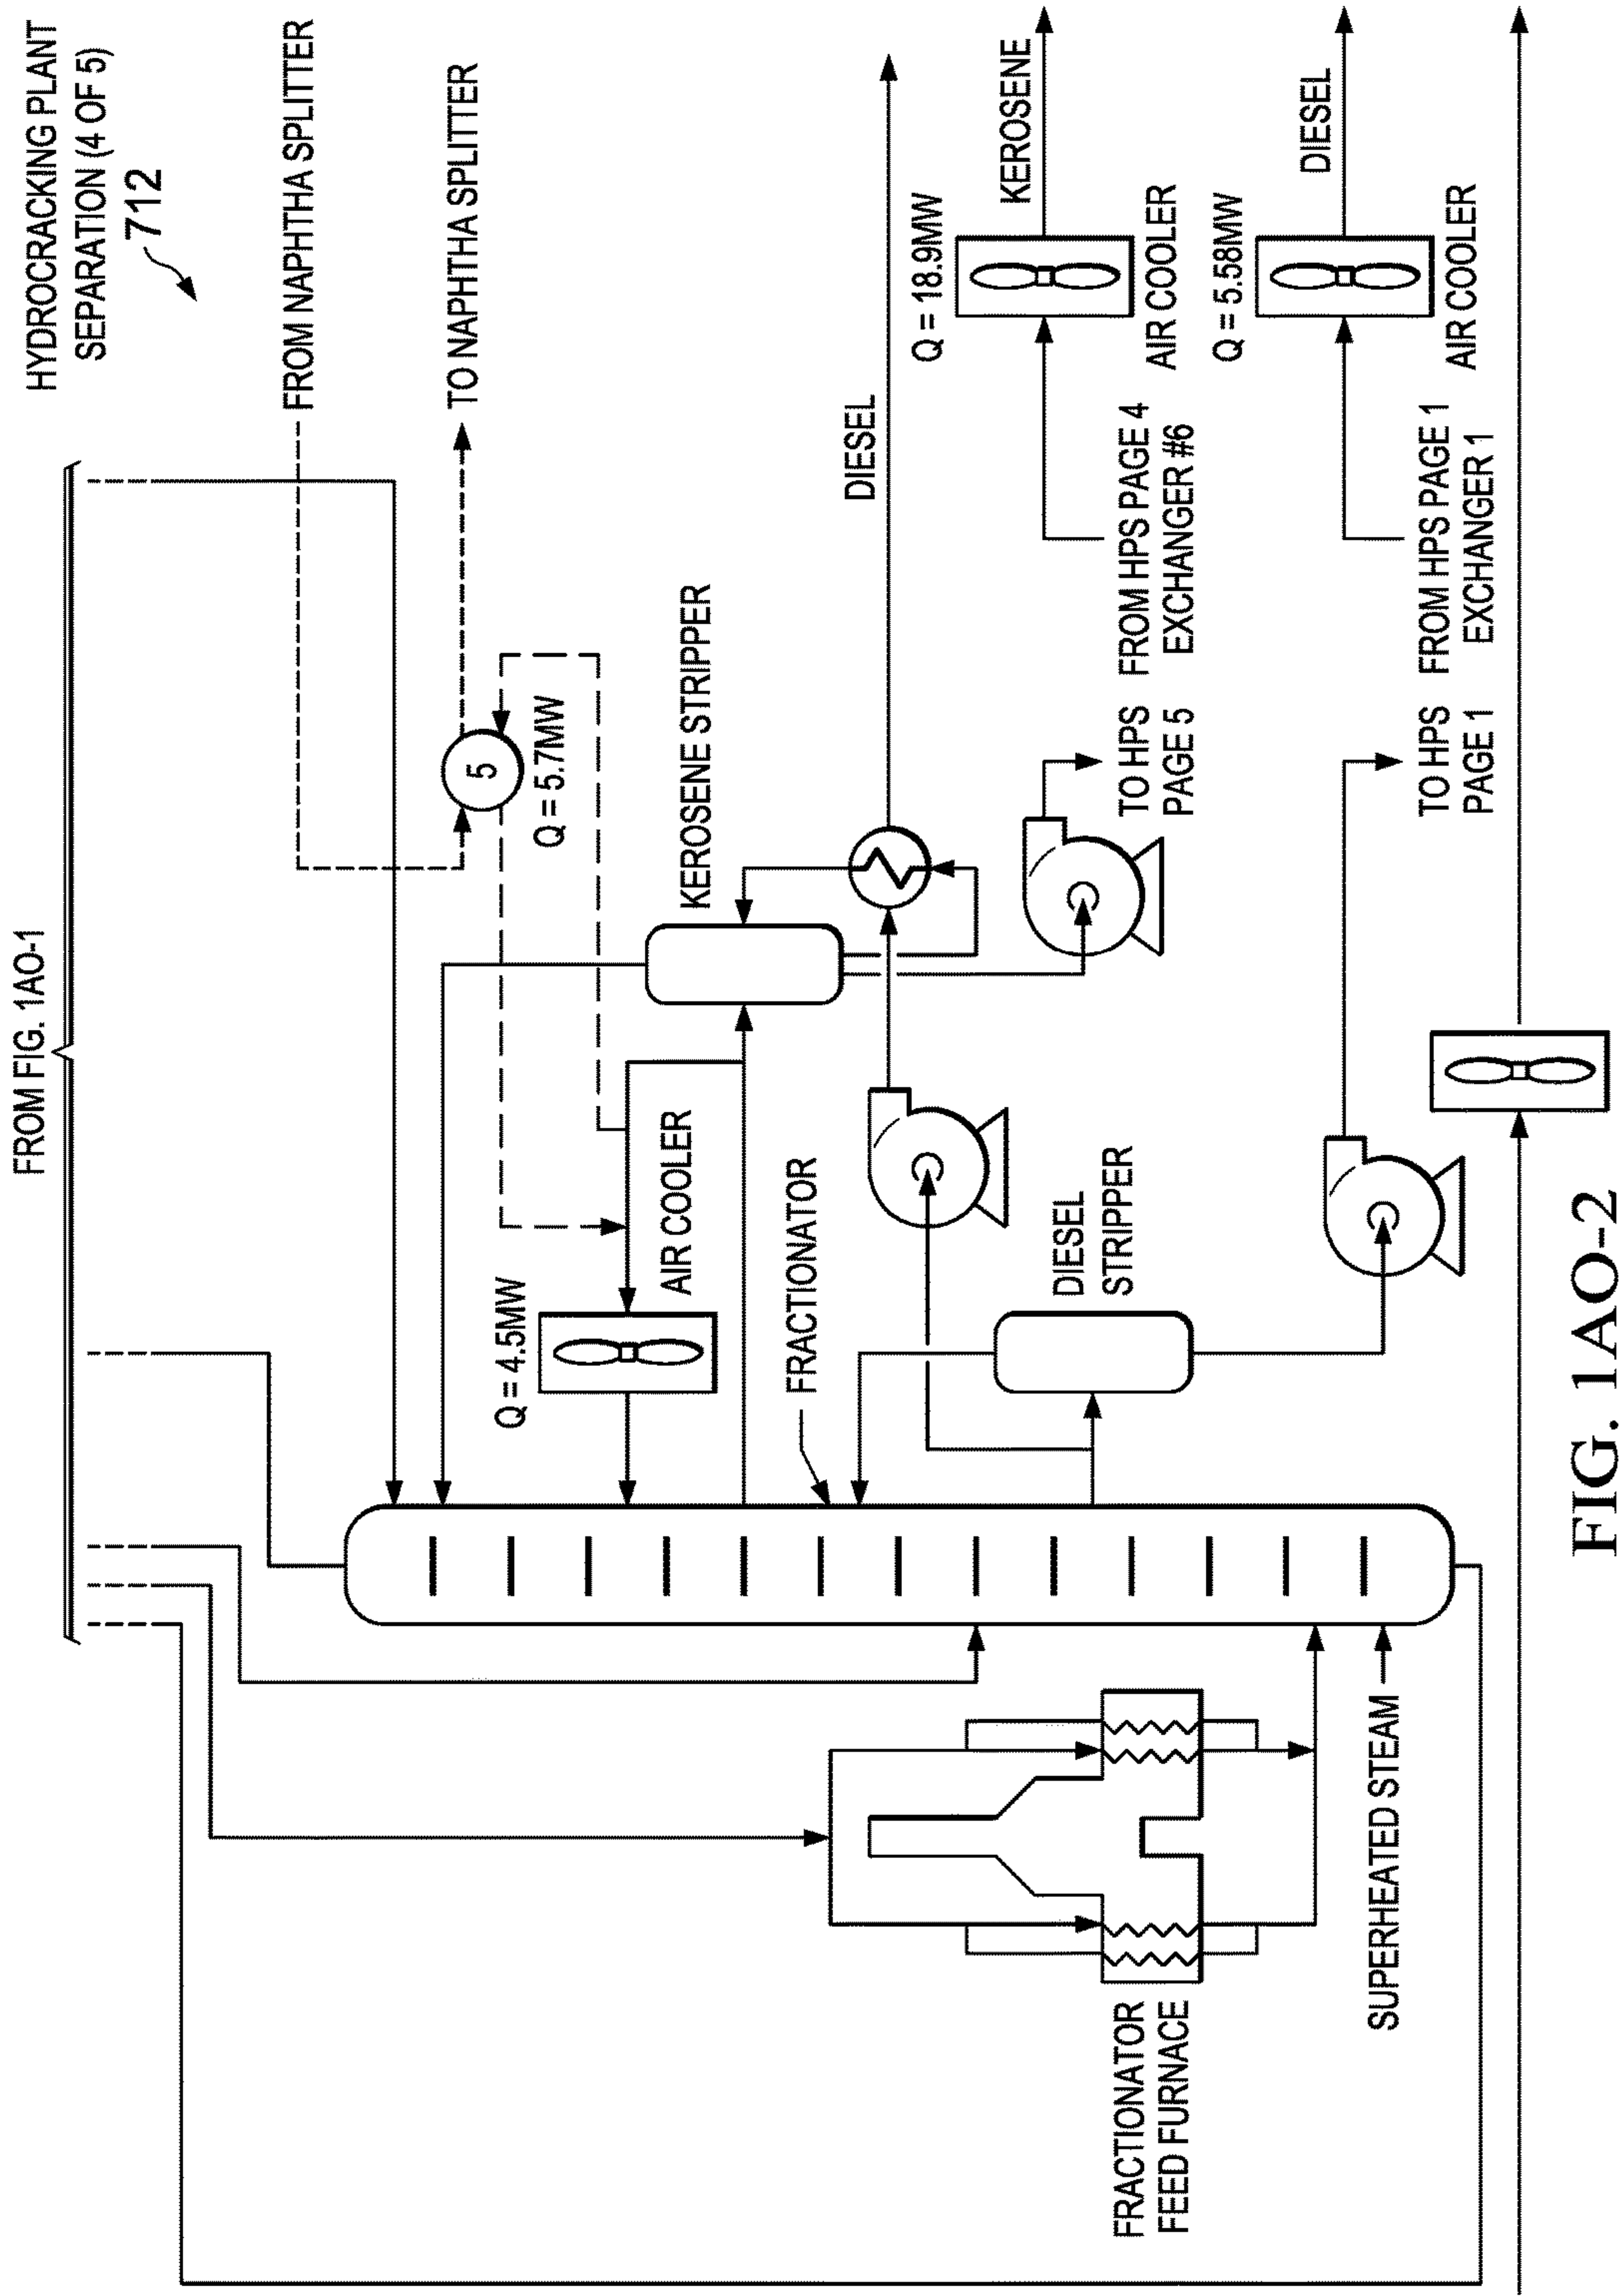 HYDROCRACKING PLANT
SEPARATION (4 OF 5)
712
FROM FIG. 1AO-1
FROM NAPHTHA SPLITTER
TO NAPHTHA SPLITTER
5
Q = 5.7MW
Q = 4.5MW
AIR COOLER
KEROSENE STRIPPER
FRACTIONATOR
DIESEL
DIESEL
STRIPPER
Q = 18.9MW
KEROSENE
AIR COOLER
TO HPS
PAGE 5
FROM HPS PAGE 4
EXCHANGER #6
Q = 5.58MW
DIESEL
AIR COOLER
TO HPS
PAGE 1
FROM HPS PAGE 1
EXCHANGER 1
FRACTIONATOR
FEED FURNACE
SUPERHEATED STEAM
FIG. 1AO-2